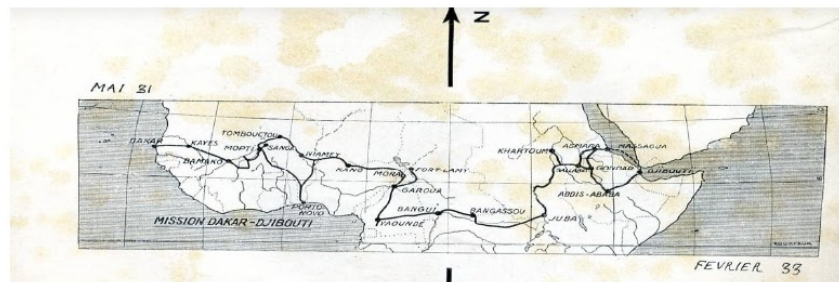 N
MAI 31
DAKAR
KAYES
BAMAKO
MOPTI
TOMBOUCTOU
SANGA
NIAMEY
PORTO-NOVO
KANO
MORA
FORT-LAMY
GAROUA
YAOUNDE
BANGUI
BANGASSOU
JUBA
KHARTOUM
ASMARA
MASSAOUA
GONDAR
ADDIS-ABABA
DJIBOUTI
MISSION DAKAR-DJIBOUTI
FEVRIER 33